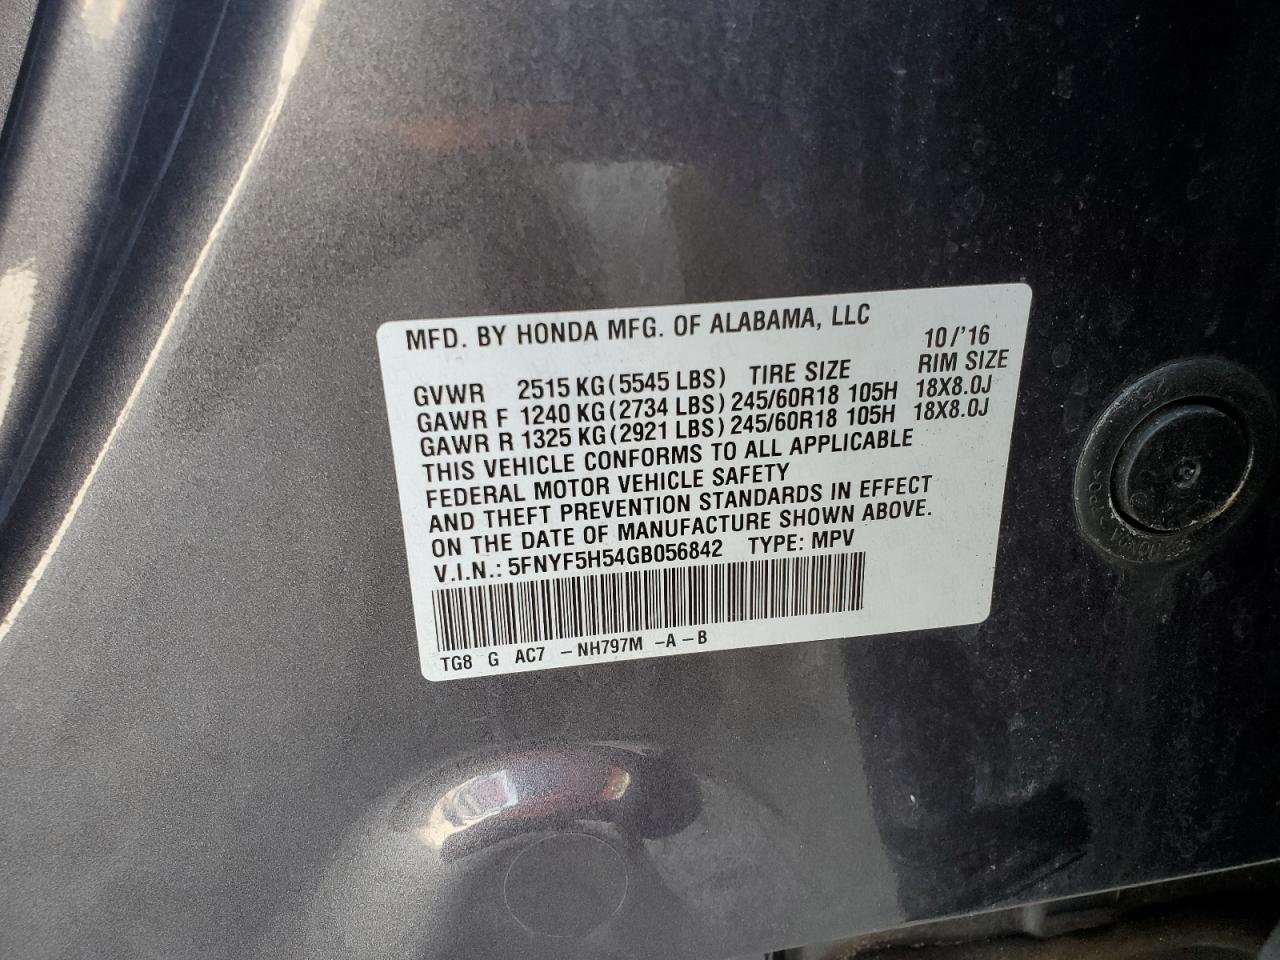 MFD. BY HONDA MFG. OF ALABAMA, LLC 10/'16
GVWR 2515 KG (5545 LBS) TIRE SIZE RIM SIZE
GAWR F 1240 KG (2734 LBS) 245/60R18 105H 18X8.0J
GAWR R 1325 KG (2921 LBS) 245/60R18 105H 18X8.0J
THIS VEHICLE CONFORMS TO ALL APPLICABLE
FEDERAL MOTOR VEHICLE SAFETY
AND THEFT PREVENTION STANDARDS IN EFFECT
ON THE DATE OF MANUFACTURE SHOWN ABOVE.
V.I.N.: 5FNYF5H54GB056842 TYPE: MPV
TG8 G AC7 -NH797M -A -B